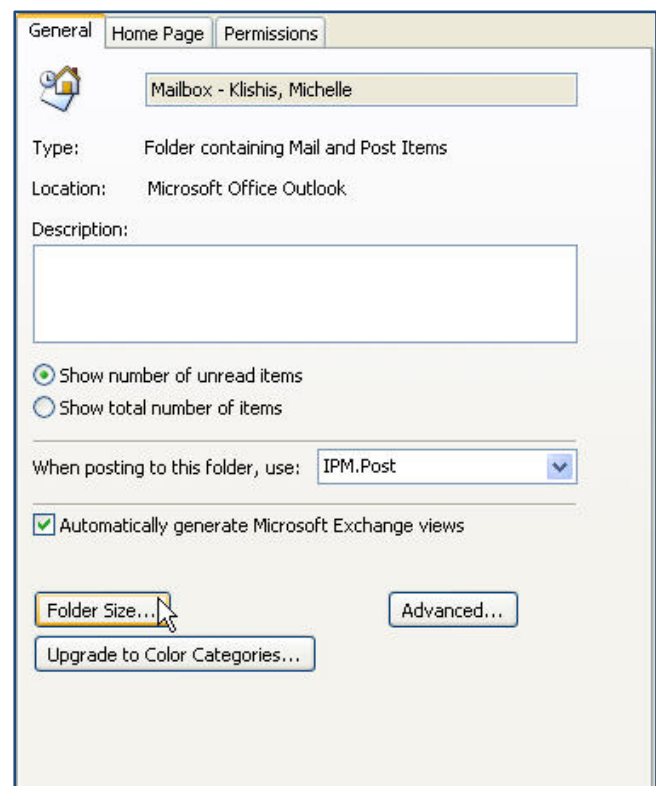 General Home Page Permissions
Mailbox - Klishis, Michelle
Type: Folder containing Mail and Post Items
Location: Microsoft Office Outlook
Description:
Show number of unread items
Show total number of items
When posting to this folder, use: IPM.Post
Automatically generate Microsoft Exchange views
Folder Size... Advanced...
Upgrade to Color Categories...